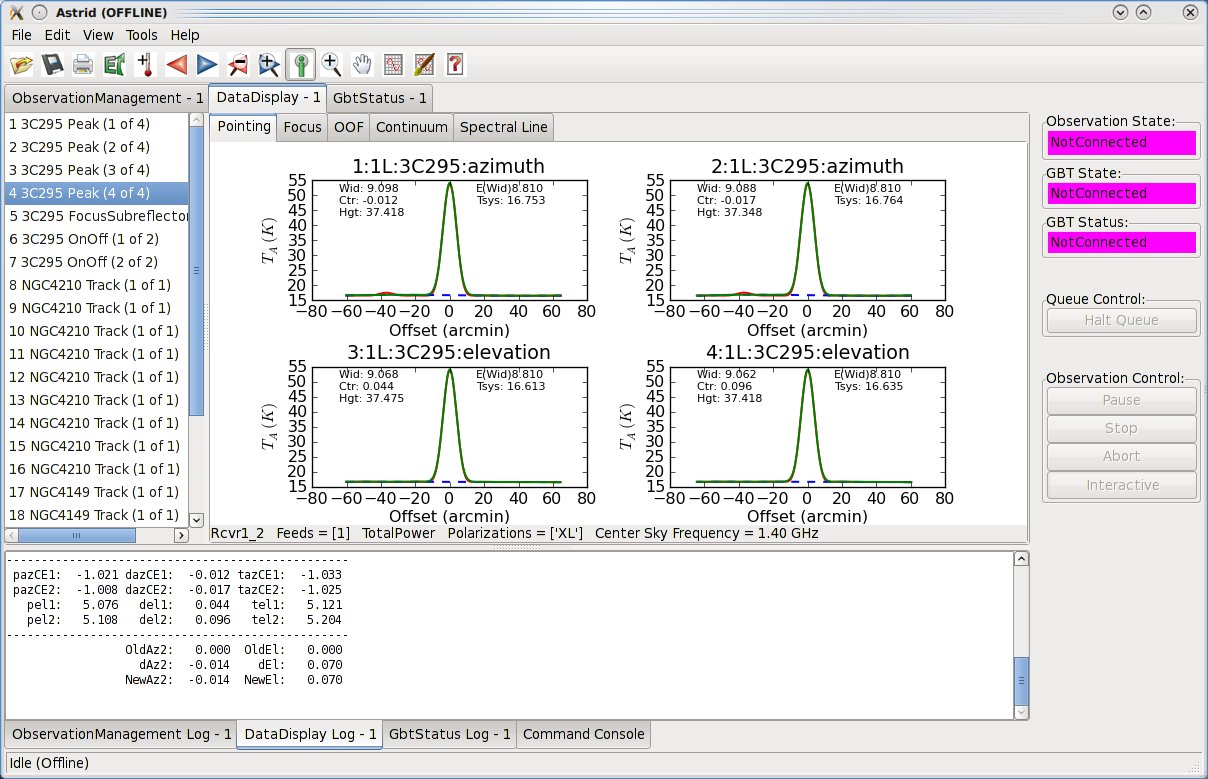 Astrid (OFFLINE)
File Edit View Tools Help
ObservationManagement - 1 DataDisplay - 1 GbtStatus - 1
1 3C295 Peak (1 of 4)
2 3C295 Peak (2 of 4)
3 3C295 Peak (3 of 4)
4 3C295 Peak (4 of 4)
5 3C295 FocusSubreflector
6 3C295 OnOff (1 of 2)
7 3C295 OnOff (2 of 2)
8 NGC4210 Track (1 of 1)
9 NGC4210 Track (1 of 1)
10 NGC4210 Track (1 of 1)
11 NGC4210 Track (1 of 1)
12 NGC4210 Track (1 of 1)
13 NGC4210 Track (1 of 1)
14 NGC4210 Track (1 of 1)
15 NGC4210 Track (1 of 1)
16 NGC4210 Track (1 of 1)
17 NGC4149 Track (1 of 1)
18 NGC4149 Track (1 of 1)
Pointing Focus OOF Continuum Spectral Line
1:1L:3C295:azimuth
Wid: 9.098 E(Wid)8.810
Ctr: -0.012 Tsys: 16.753
Hgt: 37.418
55
50
45
40
35
30
25
20
15
T_A (K)
−80 −60 −40 −20 0 20 40 60 80
Offset (arcmin)
2:1L:3C295:azimuth
Wid: 9.088 E(Wid)8.810
Ctr: -0.017 Tsys: 16.764
Hgt: 37.348
55
50
45
40
35
30
25
20
15
T_A (K)
−80 −60 −40 −20 0 20 40 60 80
Offset (arcmin)
3:1L:3C295:elevation
Wid: 9.068 E(Wid)8.810
Ctr: 0.044 Tsys: 16.613
Hgt: 37.475
55
50
45
40
35
30
25
20
15
T_A (K)
−80 −60 −40 −20 0 20 40 60 80
Offset (arcmin)
4:1L:3C295:elevation
Wid: 9.062 E(Wid)8.810
Ctr: 0.096 Tsys: 16.635
Hgt: 37.418
55
50
45
40
35
30
25
20
15
T_A (K)
−80 −60 −40 −20 0 20 40 60 80
Offset (arcmin)
Rcvr1_2 Feeds = [1] TotalPower Polarizations = ['XL'] Center Sky Frequency = 1.40 GHz
Observation State:
NotConnected
GBT State:
NotConnected
GBT Status:
NotConnected
Queue Control:
Halt Queue
Observation Control:
Pause
Stop
Abort
Interactive
------------------------------------------------
pazCE1: -1.021 dazCE1: -0.012 tazCE1: -1.033
pazCE2: -1.008 dazCE2: -0.017 tazCE2: -1.025
pel1: 5.076 del1: 0.044 tel1: 5.121
pel2: 5.108 del2: 0.096 tel2: 5.204
------------------------------------------------
OldAz2: 0.000 OldEl: 0.000
dAz2: -0.014 dEl: 0.070
NewAz2: -0.014 NewEl: 0.070
ObservationManagement Log - 1 DataDisplay Log - 1 GbtStatus Log - 1 Command Console
Idle (Offline)